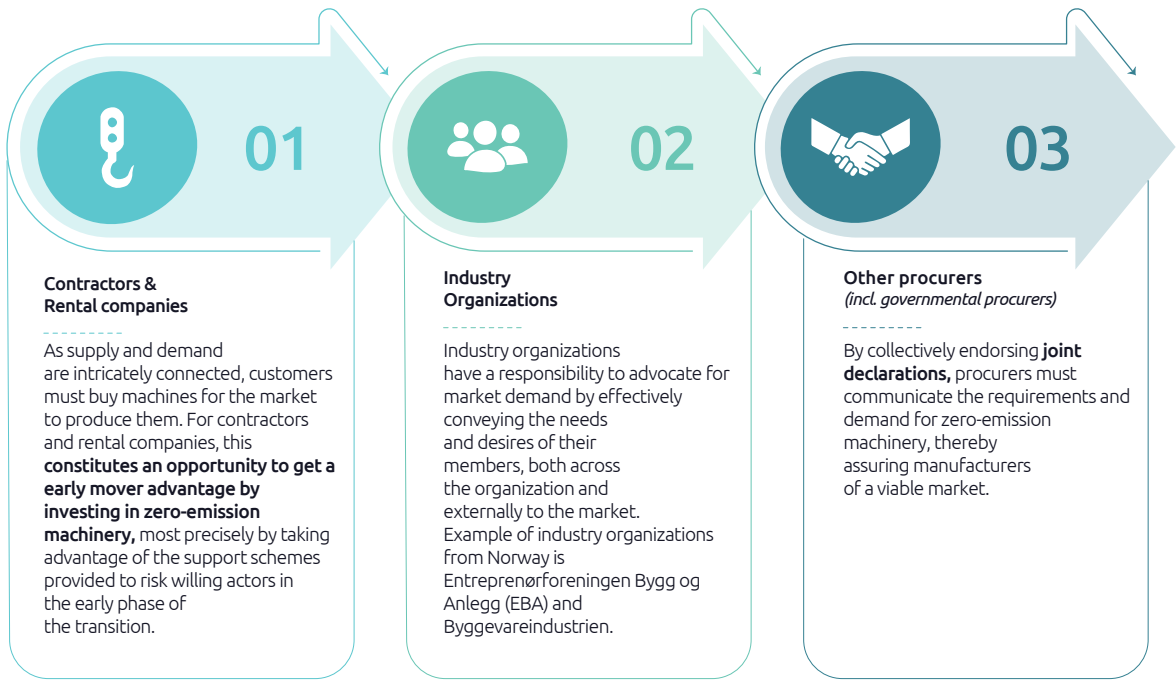 01
Contractors &
Rental companies
As supply and demand
are intricately connected, customers
must buy machines for the market
to produce them. For contractors
and rental companies, this
constitutes an opportunity to get a
early mover advantage by
investing in zero-emission
machinery, most precisely by taking
advantage of the support schemes
provided to risk willing actors in
the early phase of
the transition.
02
Industry
Organizations
Industry organizations
have a responsibility to advocate for
market demand by effectively
conveying the needs
and desires of their
members, both across
the organization and
externally to the market.
Example of industry organizations
from Norway is
Entreprenørforeningen Bygg og
Anlegg (EBA) and
Byggevareindustrien.
03
Other procurers
(incl. governmental procurers)
By collectively endorsing joint
declarations, procurers must
communicate the requirements and
demand for zero-emission
machinery, thereby
assuring manufacturers
of a viable market.